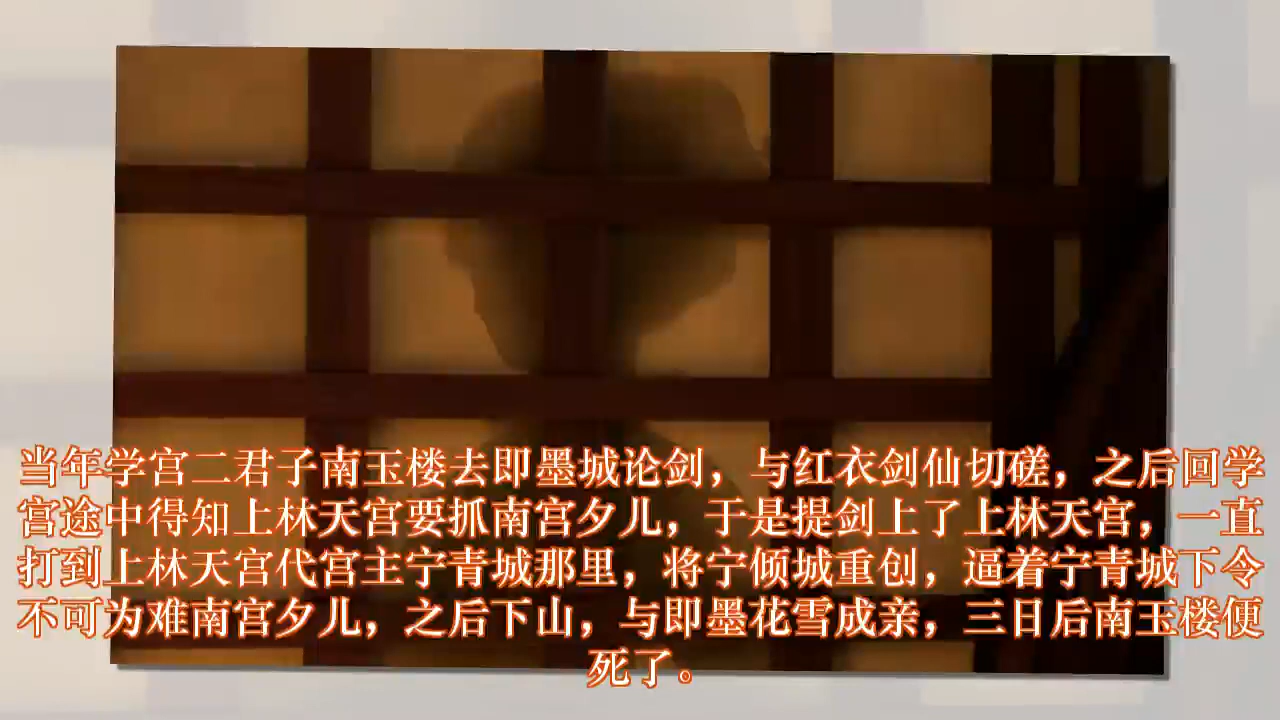 当年学宫二君子南玉楼去即墨城论剑，与红衣剑仙切磋，之后回学
宫途中得知上林天宫要抓南宫夕儿，于是提剑上了上林天宫，一直
打到上林天宫代宫主宁青城那里，将宁倾城重创，逼着宁青城下令
不可为难南宫夕儿，之后下山，与即墨花雪成亲，三日后南玉楼便
死了。